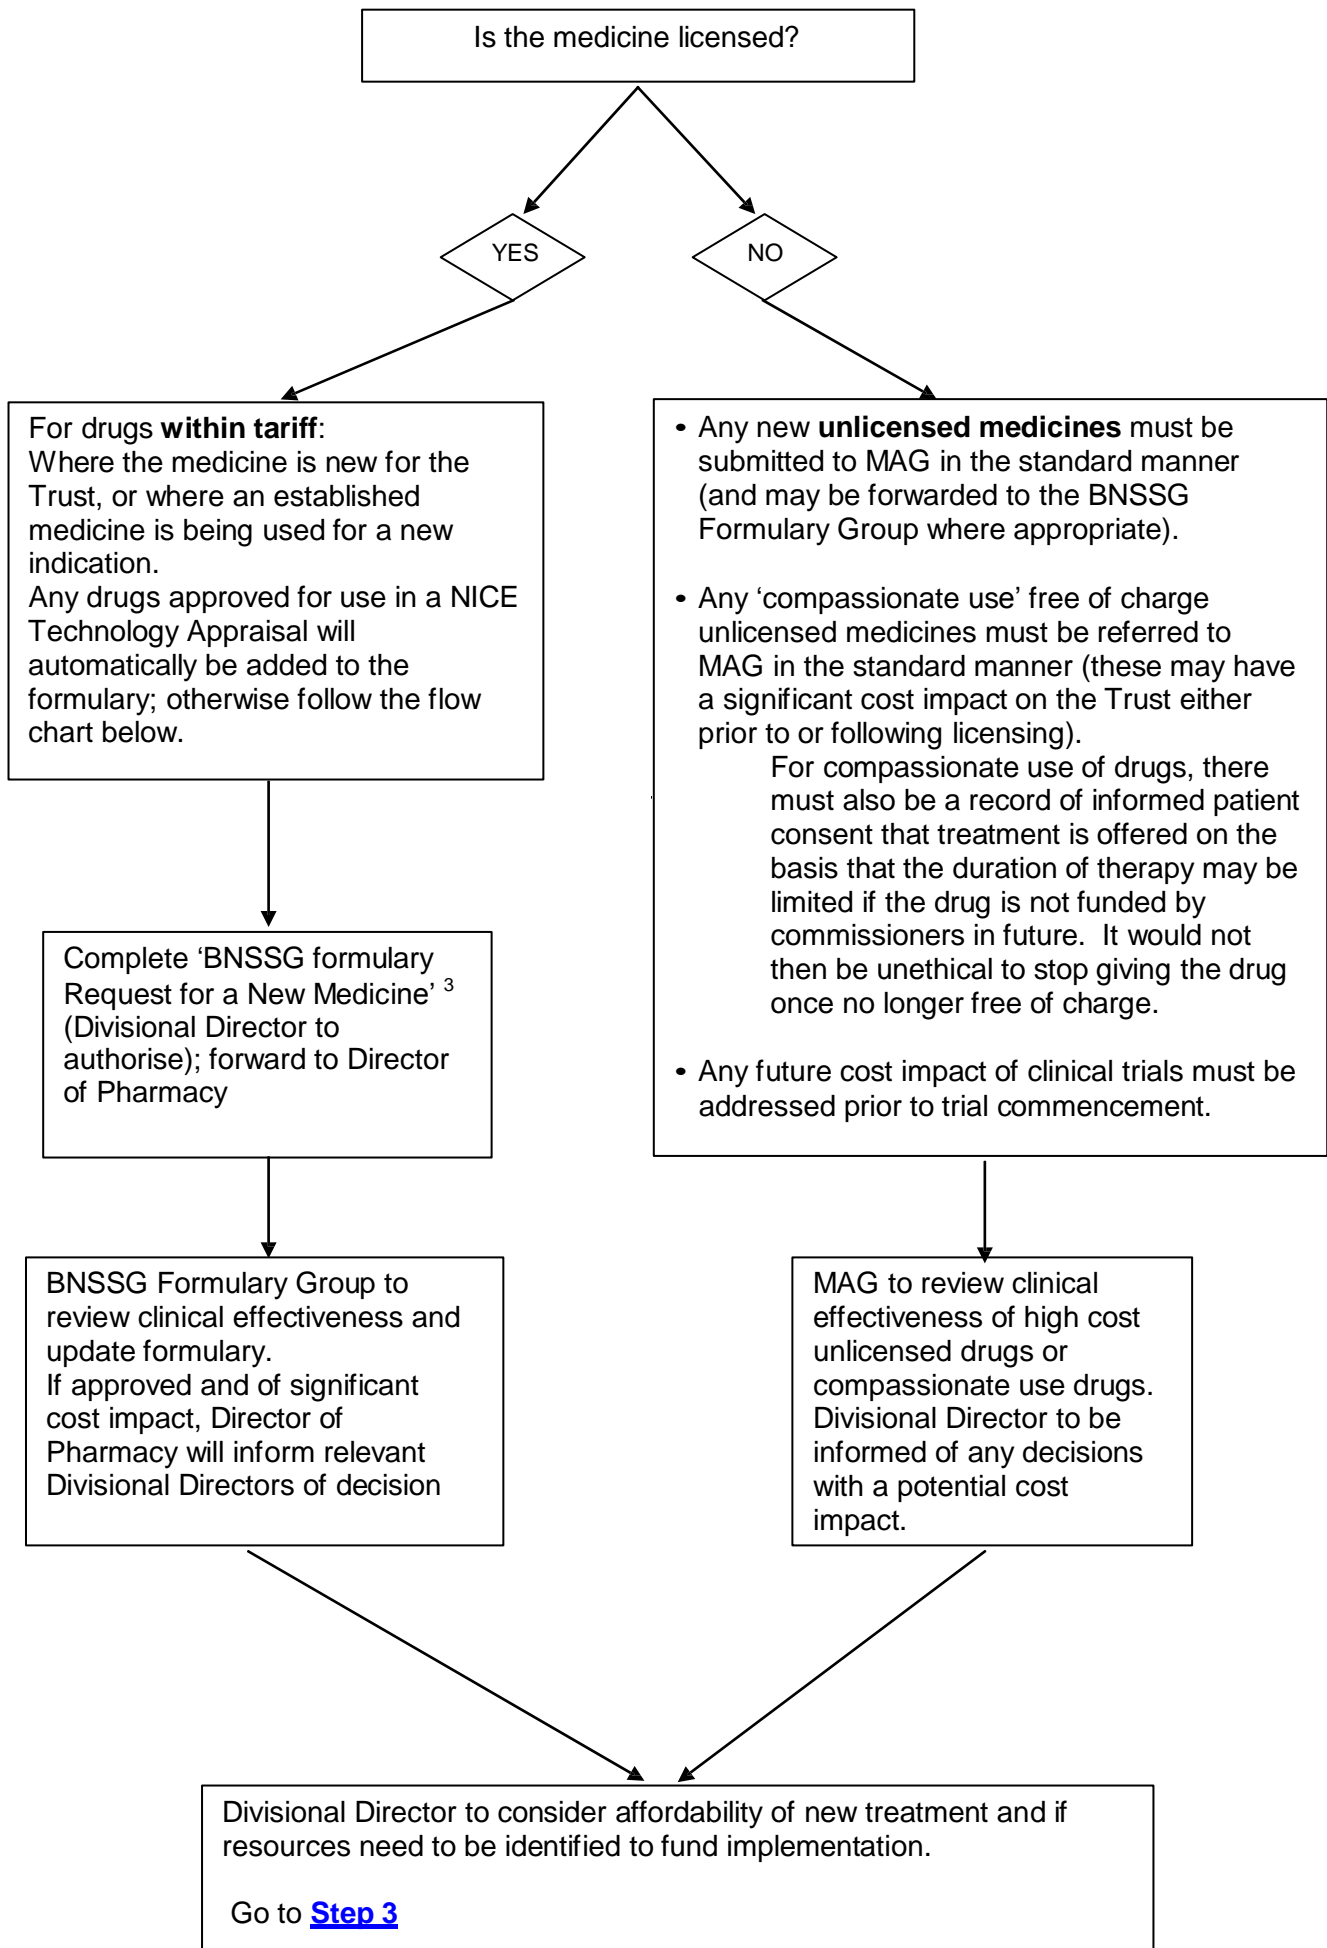 Is the medicine licensed?
YES
NO
For drugs within tariff:
Where the medicine is new for the
Trust, or where an established
medicine is being used for a new
indication.
Any drugs approved for use in a NICE
Technology Appraisal will
automatically be added to the
formulary; otherwise follow the flow
chart below.
• Any new unlicensed medicines must be
submitted to MAG in the standard manner
(and may be forwarded to the BNSSG
Formulary Group where appropriate).
• Any ‘compassionate use’ free of charge
unlicensed medicines must be referred to
MAG in the standard manner (these may have
a significant cost impact on the Trust either
prior to or following licensing).
For compassionate use of drugs, there
must also be a record of informed patient
consent that treatment is offered on the
basis that the duration of therapy may be
limited if the drug is not funded by
commissioners in future. It would not
then be unethical to stop giving the drug
once no longer free of charge.
• Any future cost impact of clinical trials must be
addressed prior to trial commencement.
Complete ‘BNSSG formulary
Request for a New Medicine’ 3
(Divisional Director to
authorise); forward to Director
of Pharmacy
BNSSG Formulary Group to
review clinical effectiveness and
update formulary.
If approved and of significant
cost impact, Director of
Pharmacy will inform relevant
Divisional Directors of decision
MAG to review clinical
effectiveness of high cost
unlicensed drugs or
compassionate use drugs.
Divisional Director to be
informed of any decisions
with a potential cost
impact.
Divisional Director to consider affordability of new treatment and if
resources need to be identified to fund implementation.
Go to Step 3